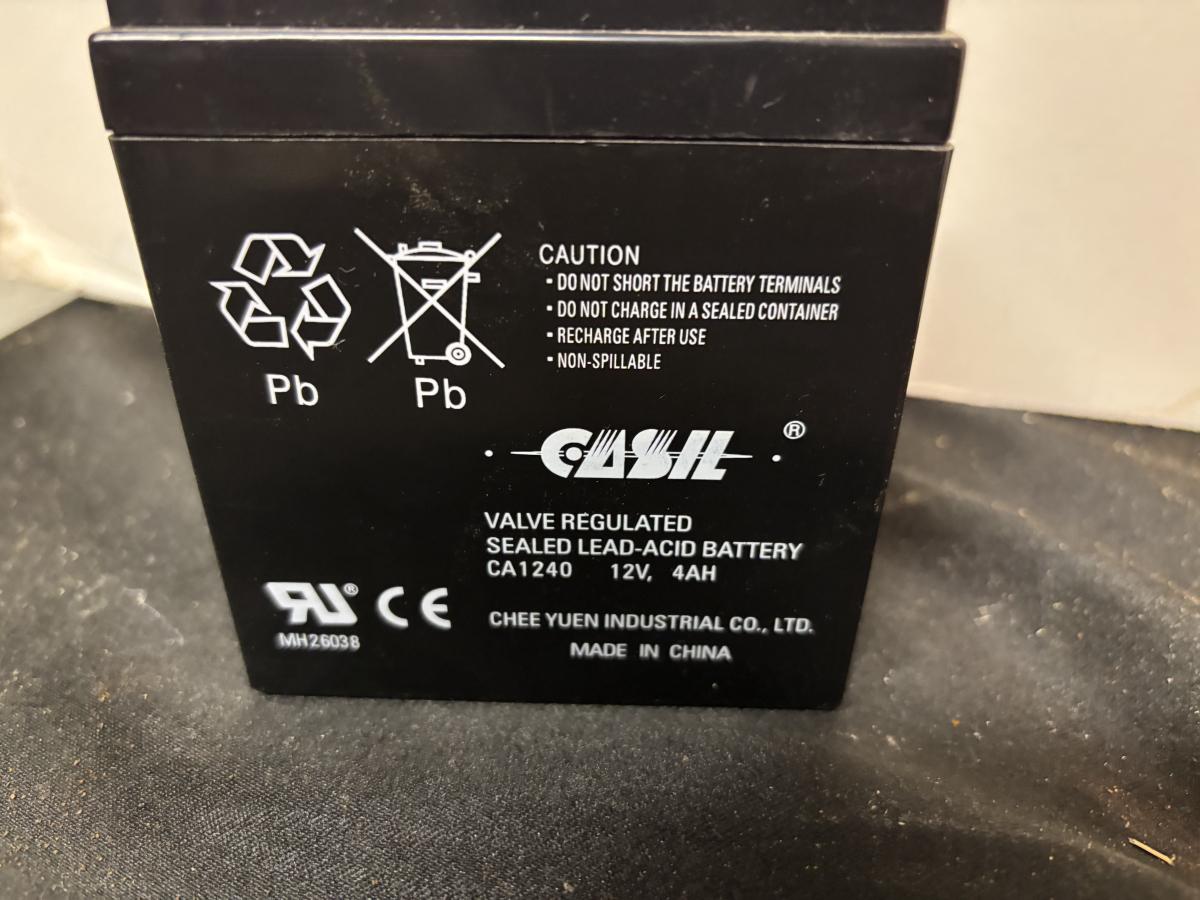 Pb
Pb
CAUTION
- DO NOT SHORT THE BATTERY TERMINALS
- DO NOT CHARGE IN A SEALED CONTAINER
- RECHARGE AFTER USE
- NON-SPILLABLE
CASIL ®
VALVE REGULATED
SEALED LEAD-ACID BATTERY
CA1240 12V, 4AH
RU ® CE
MH26038
CHEE YUEN INDUSTRIAL CO., LTD.
MADE IN CHINA